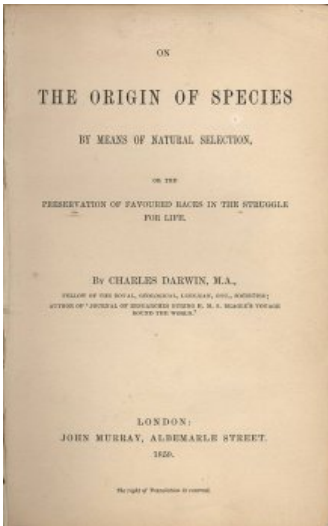 ON
THE ORIGIN OF SPECIES
BY MEANS OF NATURAL SELECTION,
OR THE
PRESERVATION OF FAVOURED RACES IN THE STRUGGLE
FOR LIFE.
BY CHARLES DARWIN, M.A.,
FELLOW OF THE ROYAL, GEOLOGICAL, LINNÆAN, ETC., SOCIETIES;
AUTHOR OF 'JOURNAL OF RESEARCHES DURING H. M. S. BEAGLE'S VOYAGE
ROUND THE WORLD.'
LONDON:
JOHN MURRAY, ALBEMARLE STREET.
1859.
The right of Translation is reserved.